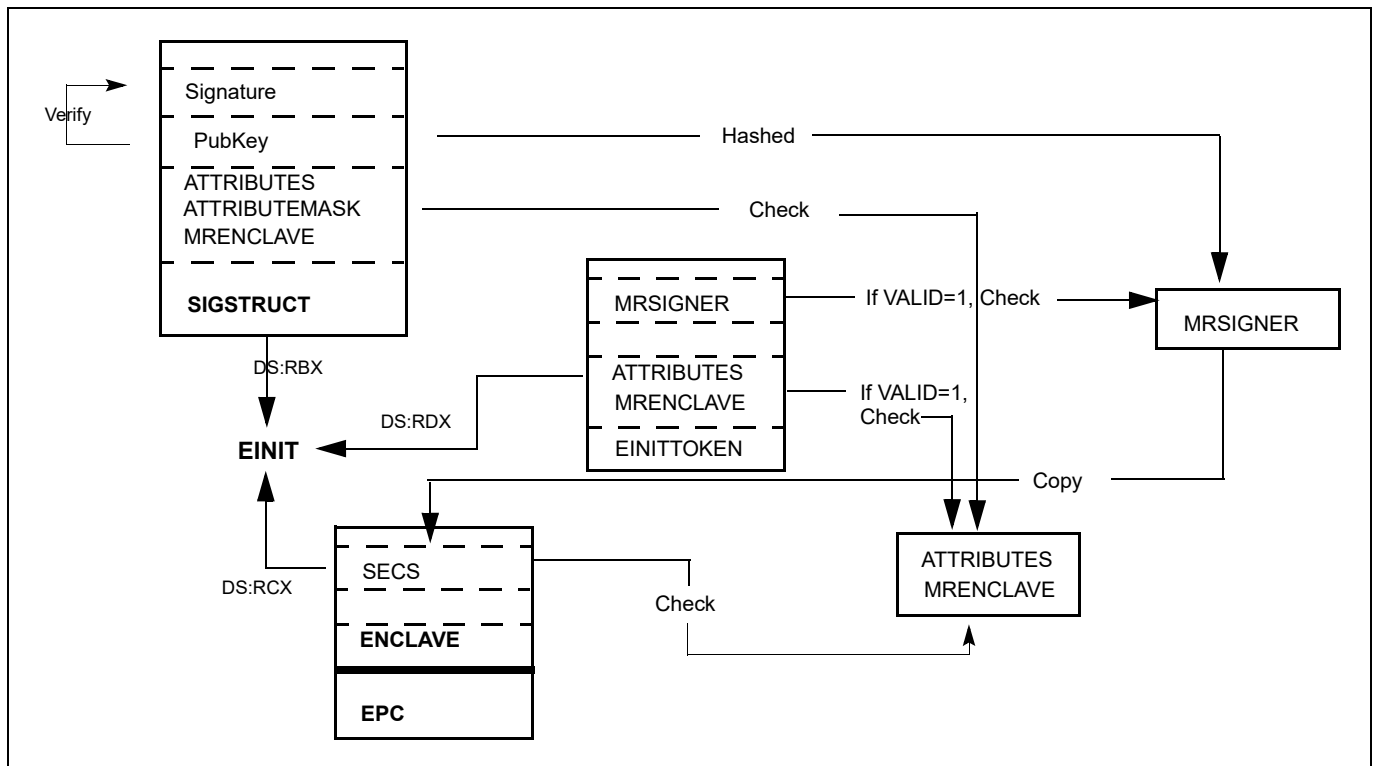 Signature
Verify
PubKey
Hashed
ATTRIBUTES
ATTRIBUTEMASK
MRENCLAVE
Check
SIGSTRUCT
MRSIGNER
If VALID=1, Check
MRSIGNER
DS:RBX
ATTRIBUTES
MRENCLAVE
If VALID=1,
Check
DS:RDX
EINIT
EINITTOKEN
Copy
SECS
DS:RCX
ATTRIBUTES
MRENCLAVE
Check
ENCLAVE
EPC